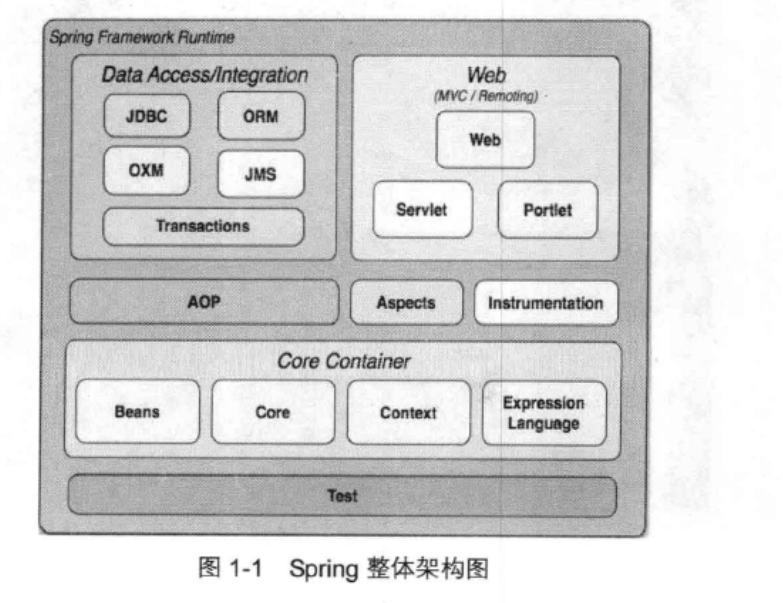 Spring Framework Runtime
Data Access/Integration
JDBC
ORM
OXM
JMS
Transactions
Web
(MVC / Remoting)
Web
Servlet
Portlet
AOP
Aspects
Instrumentation
Core Container
Beans
Core
Context
Expression
Language
Test
图 1-1 Spring 整体架构图